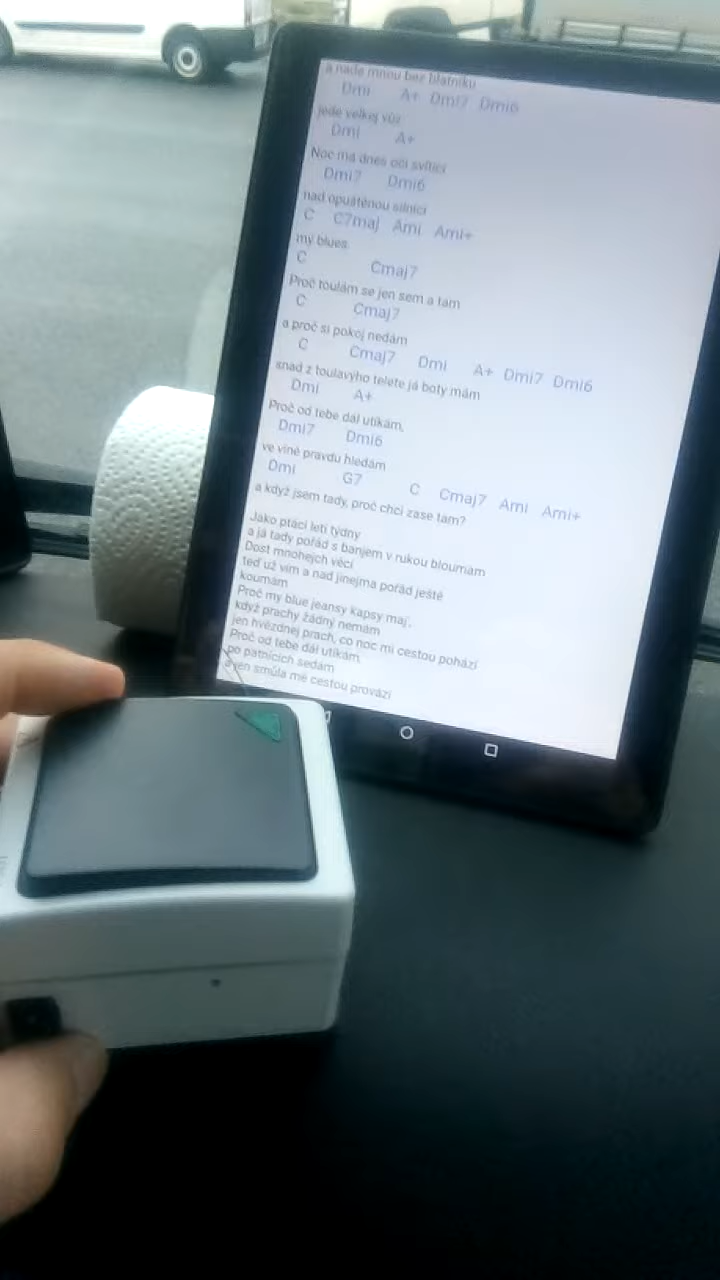 a nade mnou bez blatníku
Dmi A+ Dmi7 Dmi6
jede velkej vůz
Dmi A+
Noc má dnes oči svítící
Dmi7 Dmi6
nad opuštěnou silnicí
C C7maj Ami Ami+
my blues
C Cmaj7
Proč toulám se jen sem a tam
C Cmaj7
a proč si pokoj nedám
C Cmaj7 Dmi A+ Dmi7 Dmi6
snad z toulavýho telete já boty mám
Dmi A+
Proč od tebe dál utíkám,
Dmi7 Dmi6
ve víně pravdu hledám
Dmi G7 C Cmaj7 Ami Ami+
a když jsem tady, proč chci zase tam?
Jako ptáci letí týdny
a já tady pořád s banjem v rukou bloumám
Dost mnohejch věcí
teď už vím a nad jinejma pořád ještě
koumám
Proč my blue jeansy kapsy maj,
když prachy žádný nemám
jen hvězdnej prach, co noc mi cestou pohází
Proč od tebe dál utíkám,
po patnících sedám
a jen smůla mě cestou provází